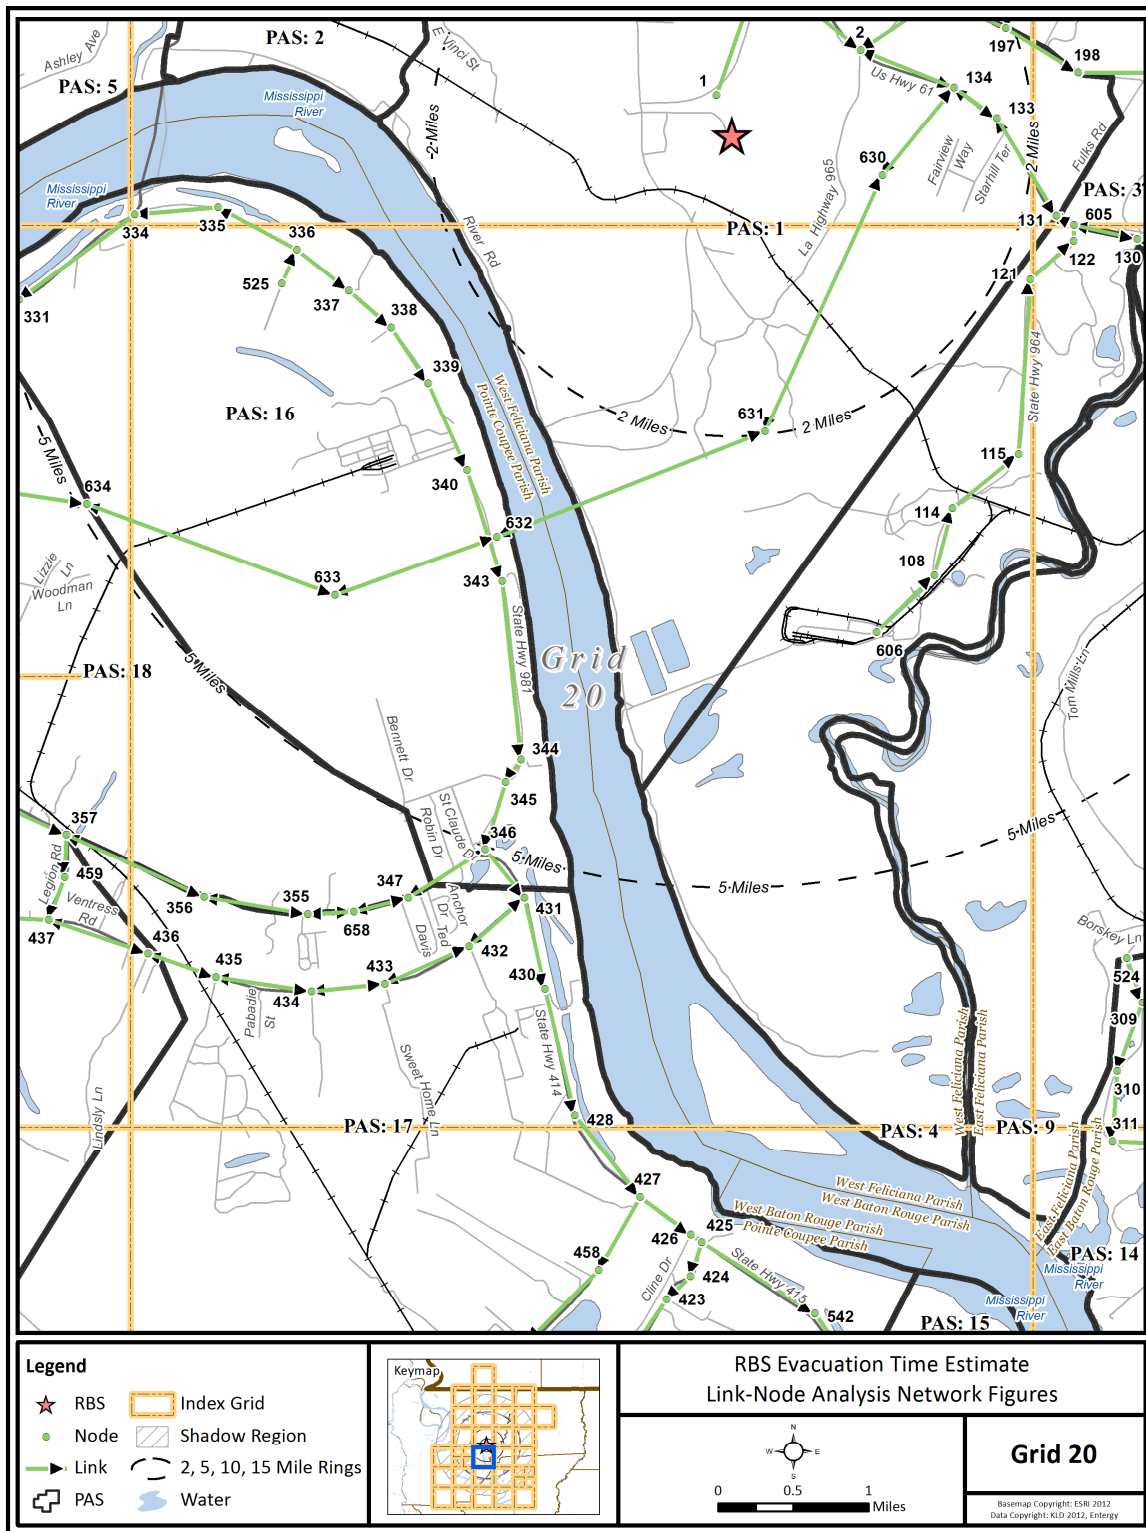 PAS: 2
E Vinci St
Ashley Ave
PAS: 5
Mississippi
River
2 Miles
1
2
Us Hwy 61
134
133
197
198
Fulks Rd
2 Miles
Fairview
Way
Starhill Ter
630
La Highway 965
Mississippi
River
PAS: 1
131
605
130
122
121
334
335
336
525
337
338
331
River Rd
339
State Hwy 964
West Feliciana Parish
Pointe Coupee Parish
PAS: 16
2 Miles
631
2 Miles
5 Miles
634
340
115
114
632
108
633
343
Lizzie
Ln
Woodman
Ln
State Hwy 981
606
Grid
20
PAS: 18
5 Miles
Tom Mills Ln
Bennett Dr
344
345
St Claude
Dr
Robin Dr
346
5 Miles
5 Miles
5 Miles
357
Legion Rd
459
Ventress
Rd
356
355
658
347
Anchor
Dr
Ted
Davis
431
437
436
435
434
433
432
430
Pabadie
St
State Hwy 414
Sweet Home Ln
Borskey Ln
524
309
310
311
West Feliciana Parish
East Feliciana Parish
Lindsly Ln
PAS: 17
428
PAS: 4
PAS: 9
427
West Feliciana Parish
West Baton Rouge Parish
West Baton Rouge Parish
Pointe Coupee Parish
East Feliciana Parish
East Baton Rouge Parish
426
425
458
424
423
Cline Dr
State Hwy 415
542
PAS: 14
Mississippi
River
Mississippi
River
PAS: 15
Legend
RBS
Index Grid
Node
Shadow Region
Link
2, 5, 10, 15 Mile Rings
PAS
Water
Keymap
RBS Evacuation Time Estimate
Link-Node Analysis Network Figures
N
W
E
S
0
0.5
1
Miles
Grid 20
Basemap Copyright: ESRI 2012
Data Copyright: KLD 2012, Entergy